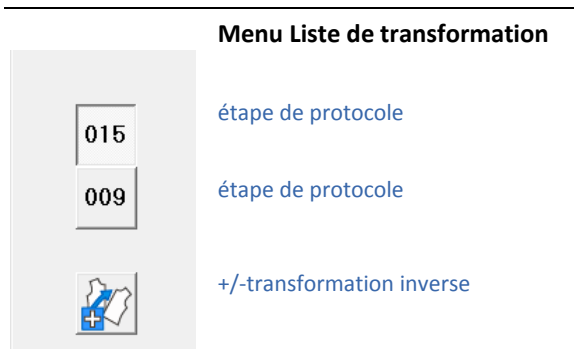 Menu Liste de transformation
015
étape de protocole
009
étape de protocole
+/-transformation inverse